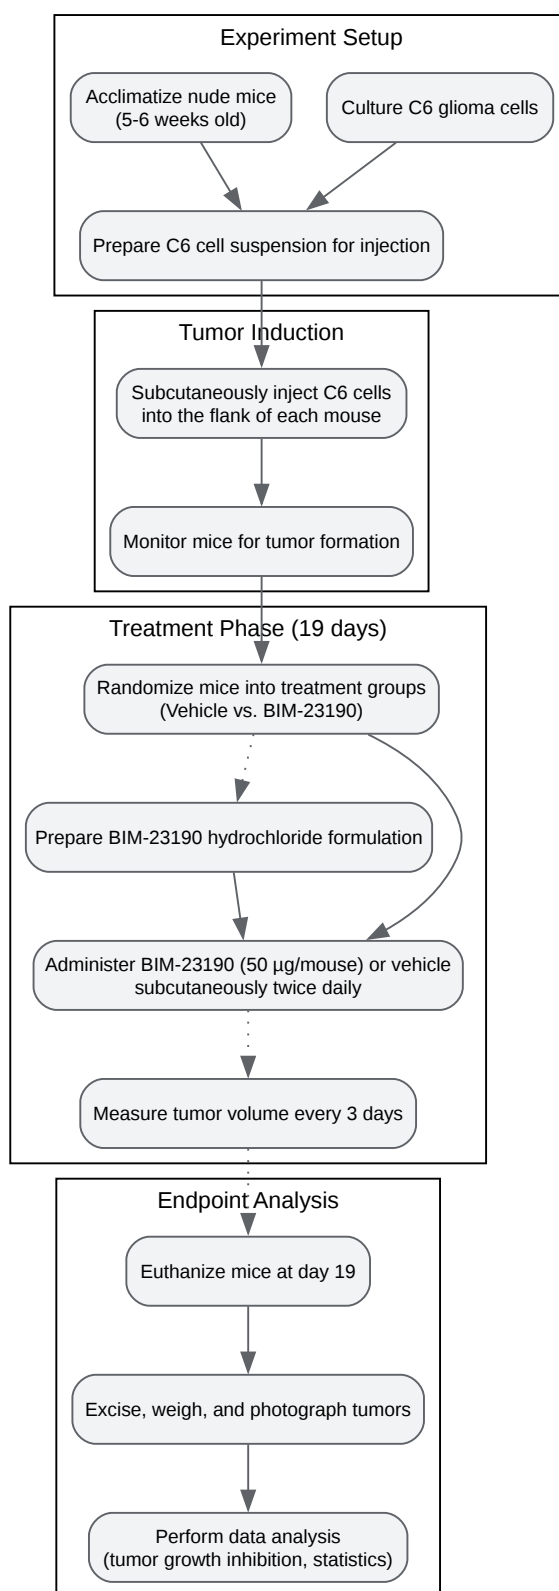 Experiment Setup
Acclimatize nude mice
(5-6 weeks old)
Culture C6 glioma cells
Prepare C6 cell suspension for injection
Tumor Induction
Subcutaneously inject C6 cells
into the flank of each mouse
Monitor mice for tumor formation
Treatment Phase (19 days)
Randomize mice into treatment groups
(Vehicle vs. BIM-23190)
Prepare BIM-23190 hydrochloride formulation
Administer BIM-23190 (50 µg/mouse) or vehicle
subcutaneously twice daily
Measure tumor volume every 3 days
Endpoint Analysis
Euthanize mice at day 19
Excise, weigh, and photograph tumors
Perform data analysis
(tumor growth inhibition, statistics)